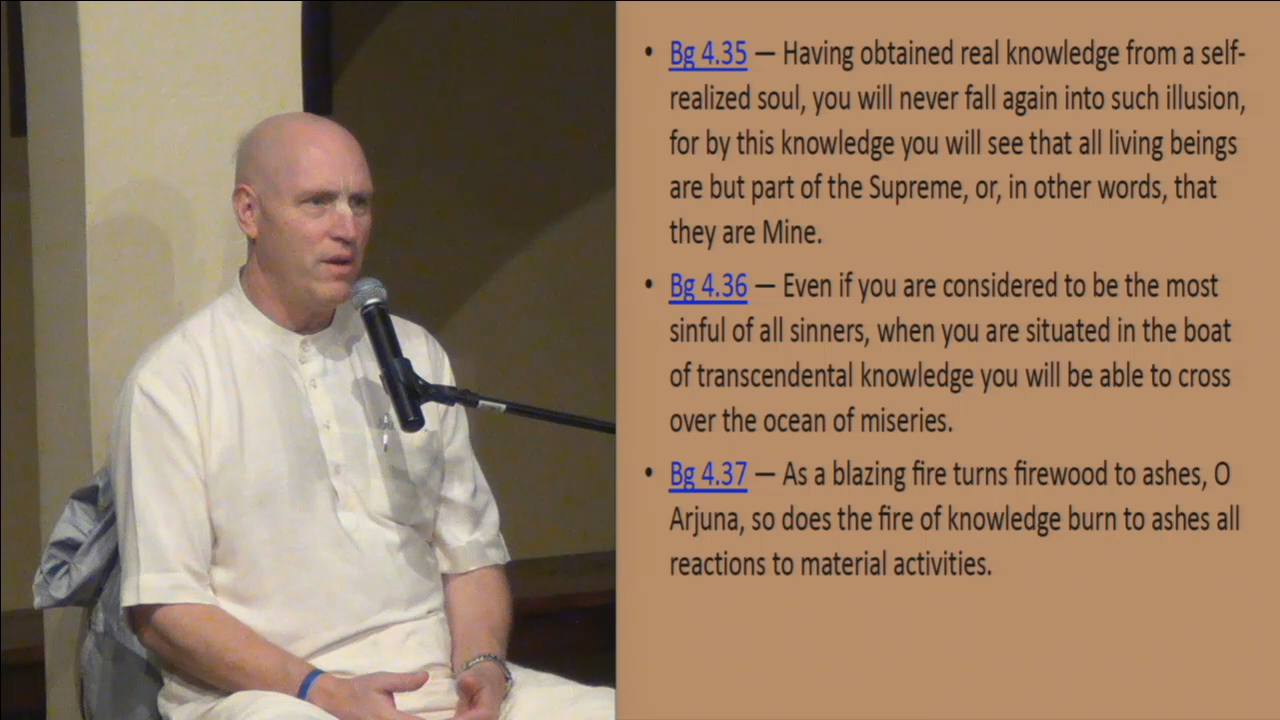 • Bg 4.35 — Having obtained real knowledge from a self-
realized soul, you will never fall again into such illusion,
for by this knowledge you will see that all living beings
are but part of the Supreme, or, in other words, that
they are Mine.
• Bg 4.36 — Even if you are considered to be the most
sinful of all sinners, when you are situated in the boat
of transcendental knowledge you will be able to cross
over the ocean of miseries.
• Bg 4.37 — As a blazing fire turns firewood to ashes, O
Arjuna, so does the fire of knowledge burn to ashes all
reactions to material activities.